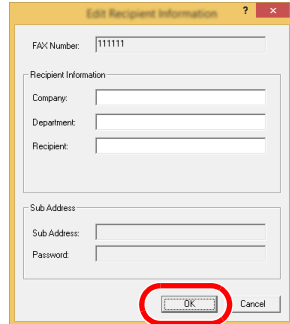 Edit Recipient Information ? ×
FAX Number: 111111
Recipient Information
Company:
Department:
Recipient:
Sub Address
Sub Address:
Password:
OK Cancel